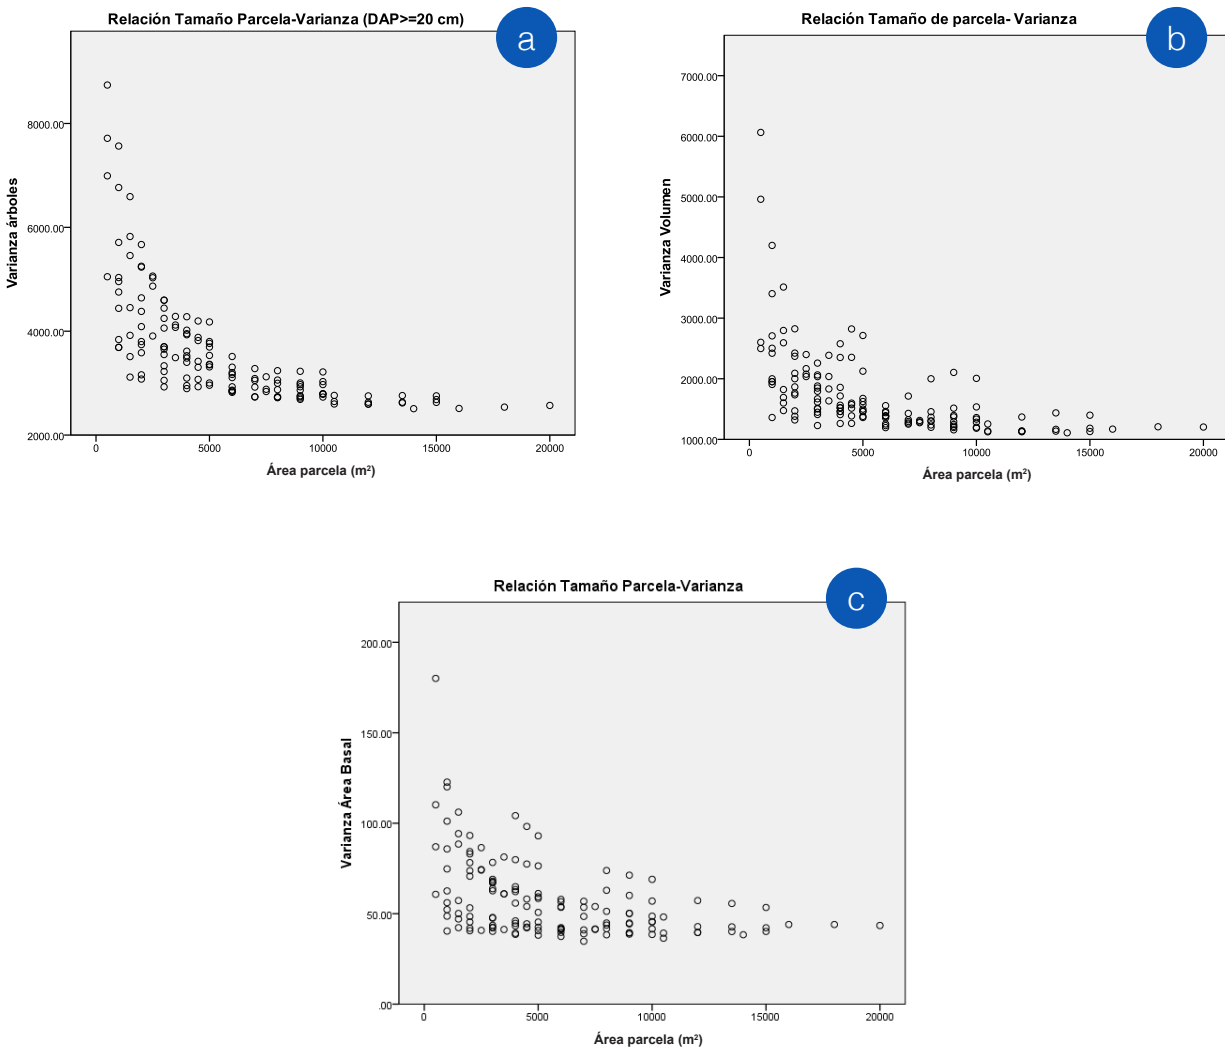 Relación Tamaño Parcela-Varianza (DAP>=20 cm)
a
8000.00
6000.00
4000.00
2000.00
Varianza árboles
0 5000 10000 15000 20000
Área parcela (m²)
Relación Tamaño de parcela- Varianza
b
7000.00
6000.00
5000.00
4000.00
3000.00
2000.00
1000.00
Varianza Volumen
0 5000 10000 15000 20000
Área parcela (m²)
Relación Tamaño Parcela-Varianza
c
200.00
150.00
100.00
50.00
.00
Varianza Área Basal
0 5000 10000 15000 20000
Área parcela (m²)